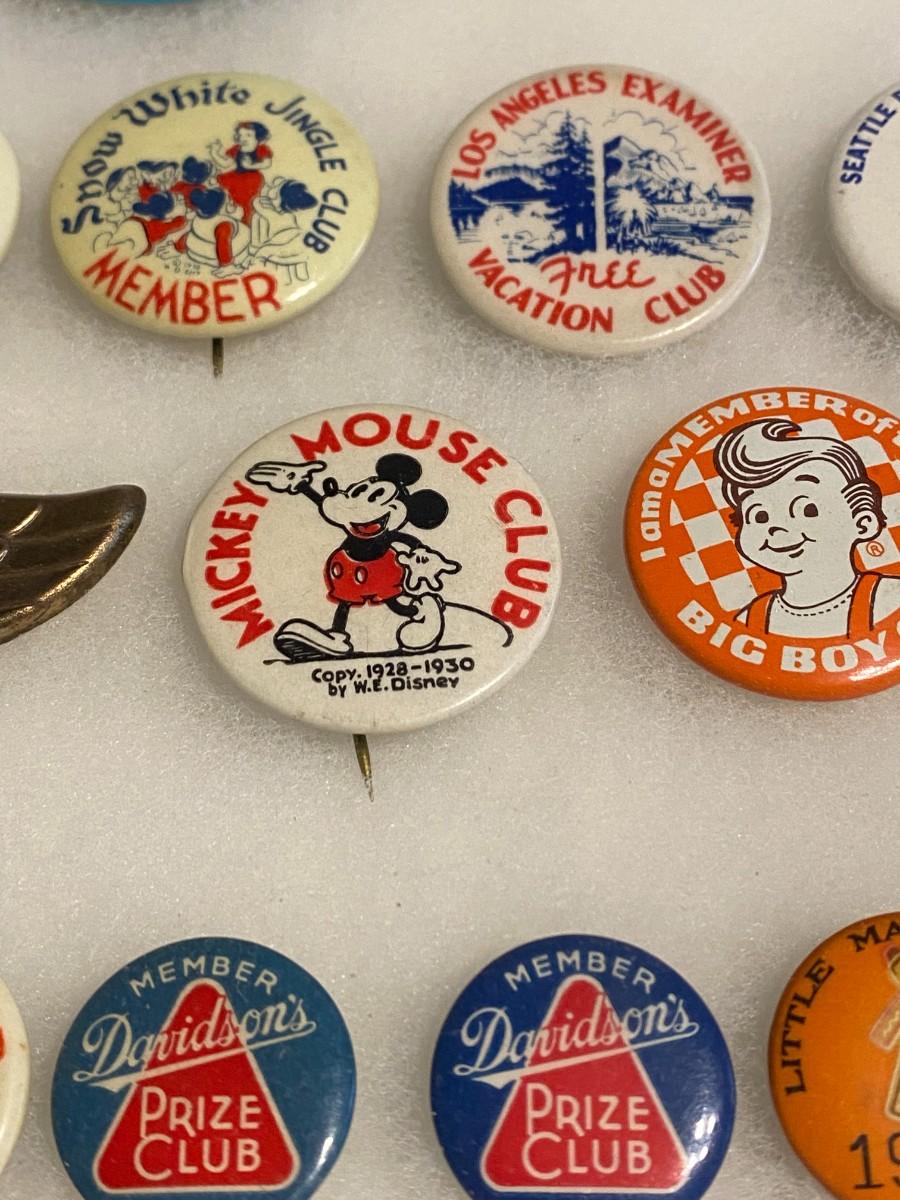 Snow White JINGLE CLUB
MEMBER
LOS ANGELES EXAMINER
Free
VACATION CLUB
SEATTLE
MICKEY MOUSE CLUB
Copy. 1928-1930
by W.E. Disney
I am a MEMBER of
BIG BOY
®
MEMBER
Davidson's
PRIZE
CLUB
MEMBER
Davidson's
PRIZE
CLUB
LITTLE